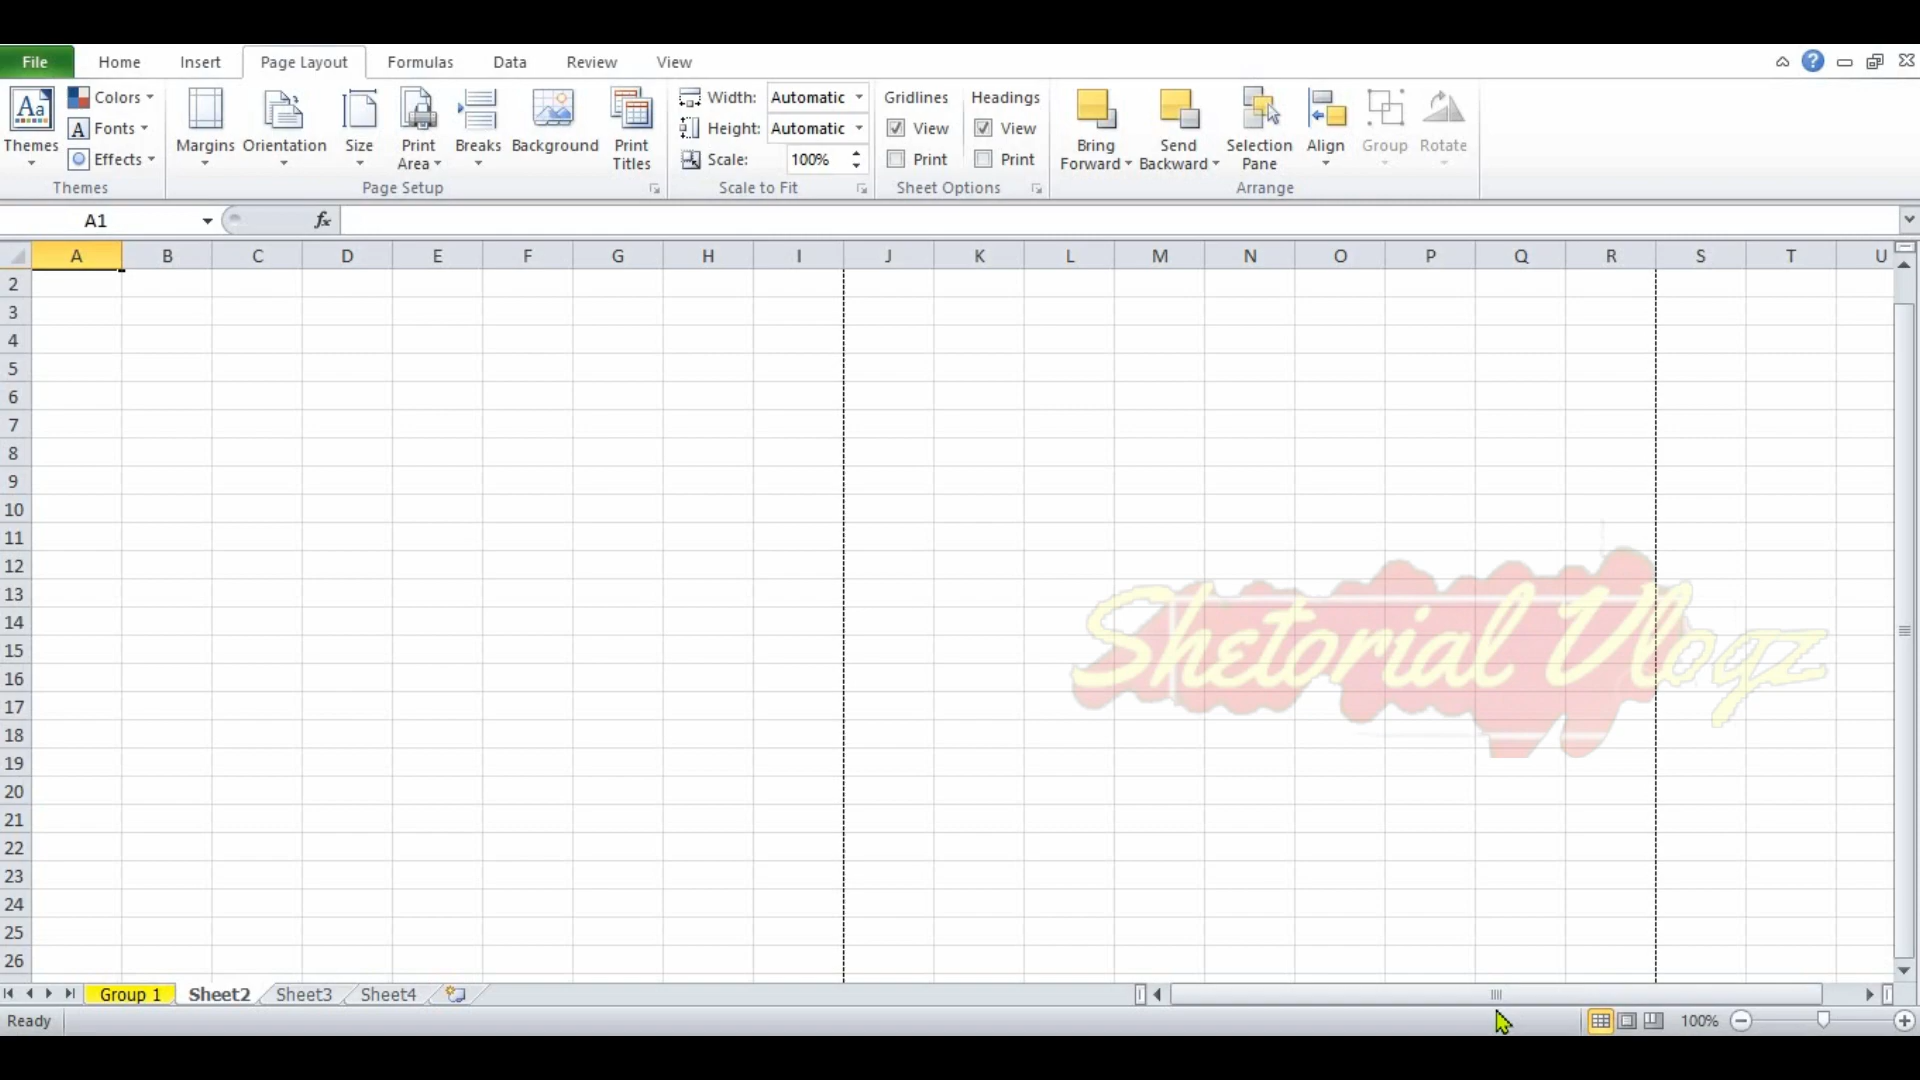 File Home Insert Page Layout Formulas Data Review View
Aa Colors Width: Automatic Gridlines Headings
A Fonts Height: Automatic View View
Themes Effects Margins Orientation Size Print Area Breaks Background Print Titles Scale: 100% Print Print Bring Forward Send Backward Selection Pane Align Group Rotate
Themes Page Setup Scale to Fit Sheet Options Arrange
A1 fx
A B C D E F G H I J K L M N O P Q R S T U
2
3
4
5
6
7
8
9
10
11
12
13
14
15
16
17
18
19
20
21
22
23
24
25
26
Shetorial Vlogz
Group 1 Sheet2 Sheet3 Sheet4
Ready 100%